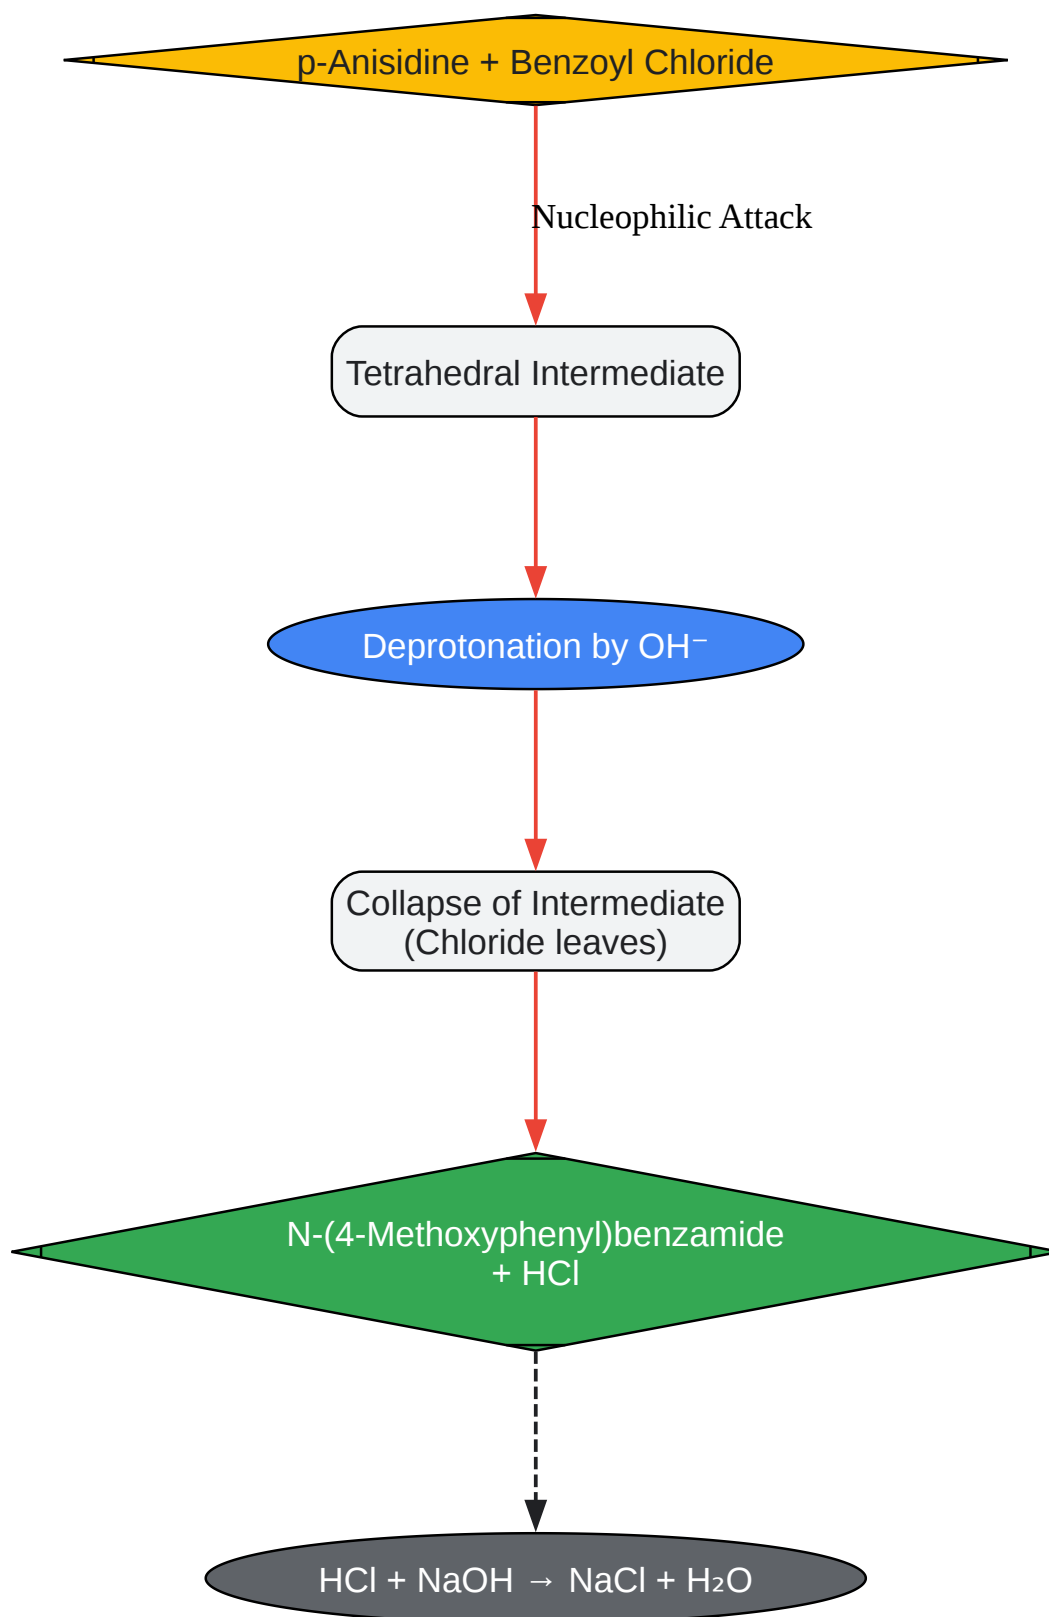 p-Anisidine + Benzoyl Chloride
Nucleophilic Attack
Tetrahedral Intermediate
Deprotonation by OH⁻
Collapse of Intermediate
(Chloride leaves)
N-(4-Methoxyphenyl)benzamide
+ HCl
HCl + NaOH → NaCl + H₂O